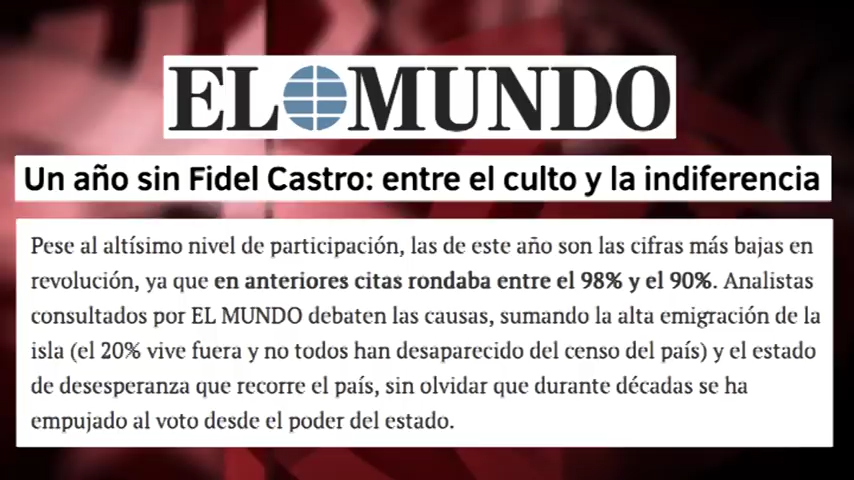 EL MUNDO
Un año sin Fidel Castro: entre el culto y la indiferencia
Pese al altísimo nivel de participación, las de este año son las cifras más bajas en
revolución, ya que en anteriores citas rondaba entre el 98% y el 90%. Analistas
consultados por EL MUNDO debaten las causas, sumando la alta emigración de la
isla (el 20% vive fuera y no todos han desaparecido del censo del país) y el estado
de desesperanza que recorre el país, sin olvidar que durante décadas se ha
empujado al voto desde el poder del estado.